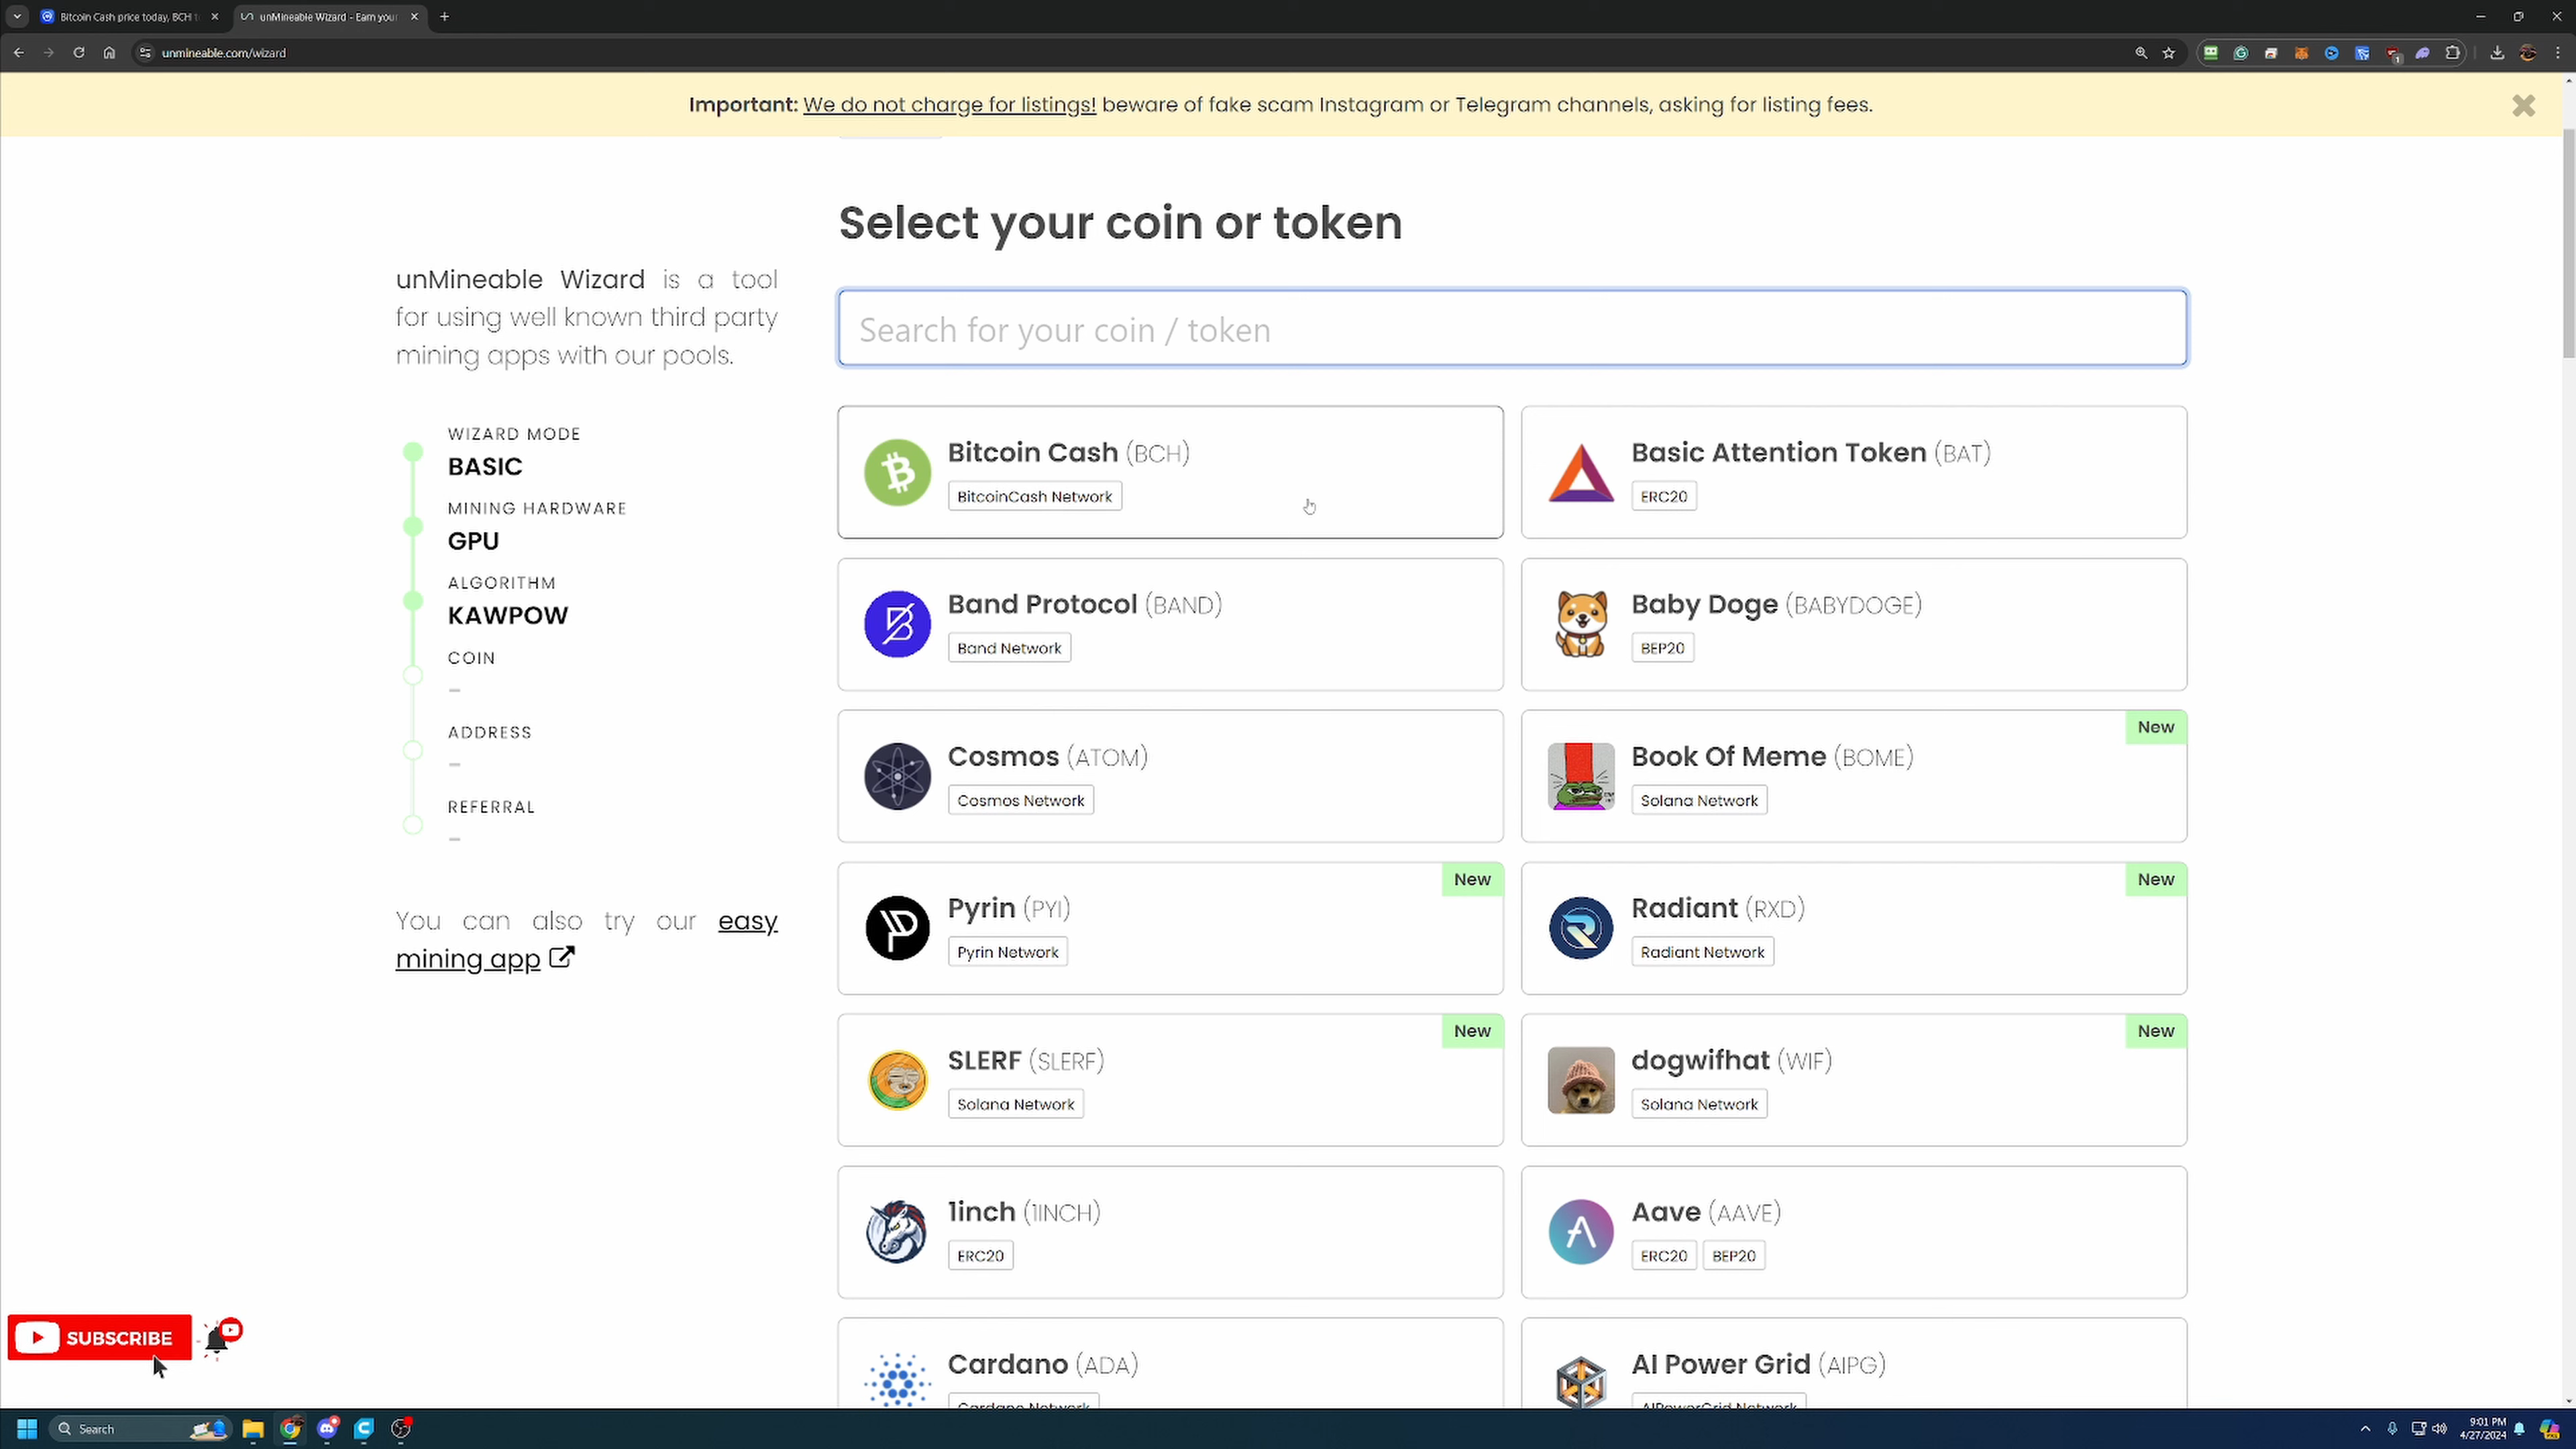 Bitcoin Cash price today, BCH t
unMineable Wizard - Earn your
unmineable.com/wizard
Important: We do not charge for listings! beware of fake scam Instagram or Telegram channels, asking for listing fees.
Select your coin or token
Search for your coin / token
unMineable Wizard is a tool
for using well known third party
mining apps with our pools.
WIZARD MODE
BASIC
MINING HARDWARE
GPU
ALGORITHM
KAWPOW
COIN
–
ADDRESS
–
REFERRAL
–
You can also try our easy
mining app
Bitcoin Cash (BCH)
BitcoinCash Network
Basic Attention Token (BAT)
ERC20
Band Protocol (BAND)
Band Network
Baby Doge (BABYDOGE)
BEP20
Cosmos (ATOM)
Cosmos Network
New
Book Of Meme (BOME)
Solana Network
New
Pyrin (PYI)
Pyrin Network
New
Radiant (RXD)
Radiant Network
New
SLERF (SLERF)
Solana Network
New
dogwifhat (WIF)
Solana Network
1inch (1INCH)
ERC20
Aave (AAVE)
ERC20 BEP20
Cardano (ADA)
Cardano Network
AI Power Grid (AIPG)
AIPowerGrid Network
SUBSCRIBE
Search
9:01 PM
4/27/2024